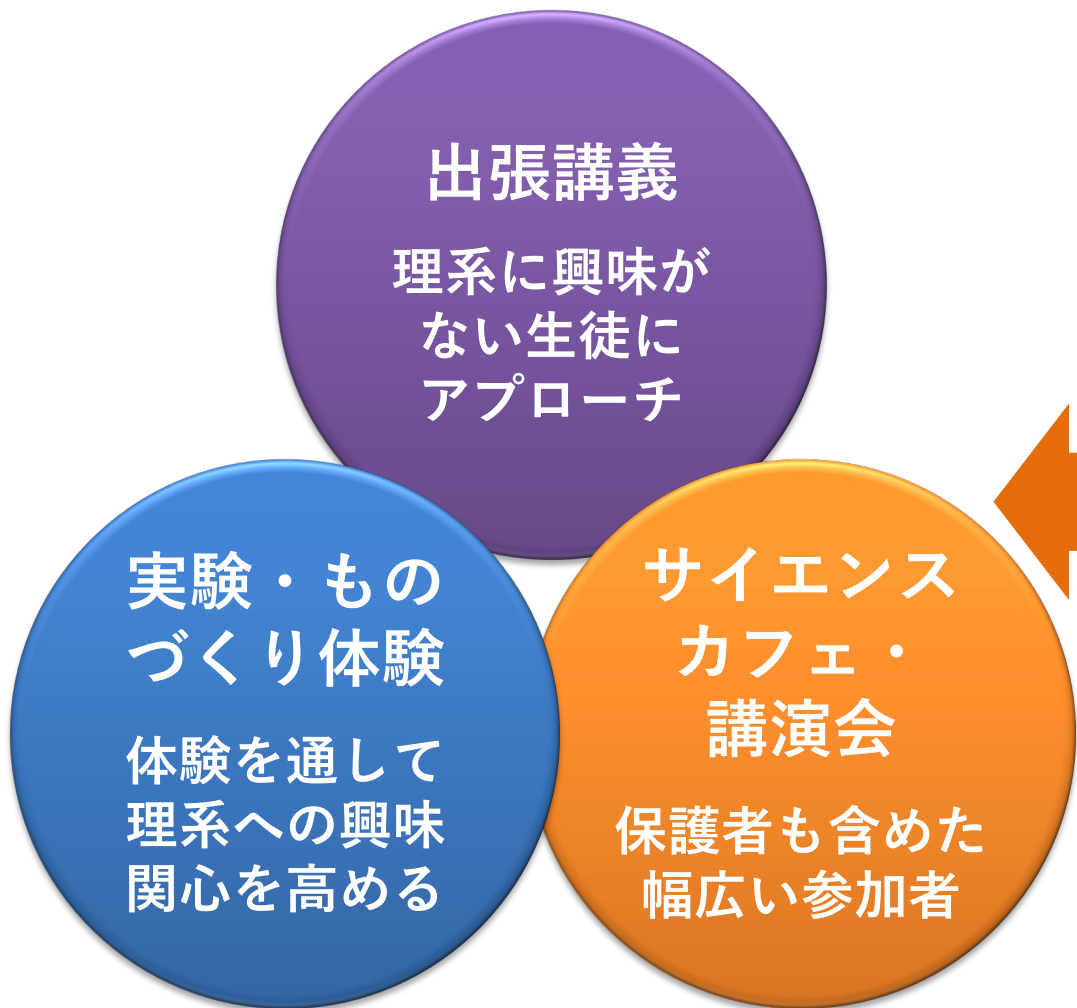 出張講義
理系に興味が
ない生徒に
アプローチ
実験・もの
づくり体験
体験を通して
理系への興味
関心を高める
サイエンス
カフェ・
講演会
保護者も含めた
幅広い参加者